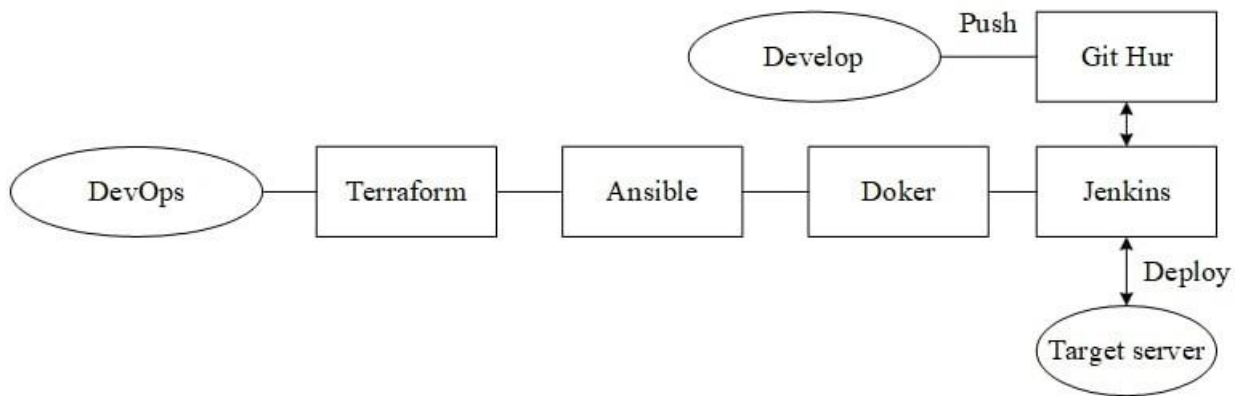 Push
Develop
Git Hur
DevOps
Terraform
Ansible
Doker
Jenkins
Deploy
Target server